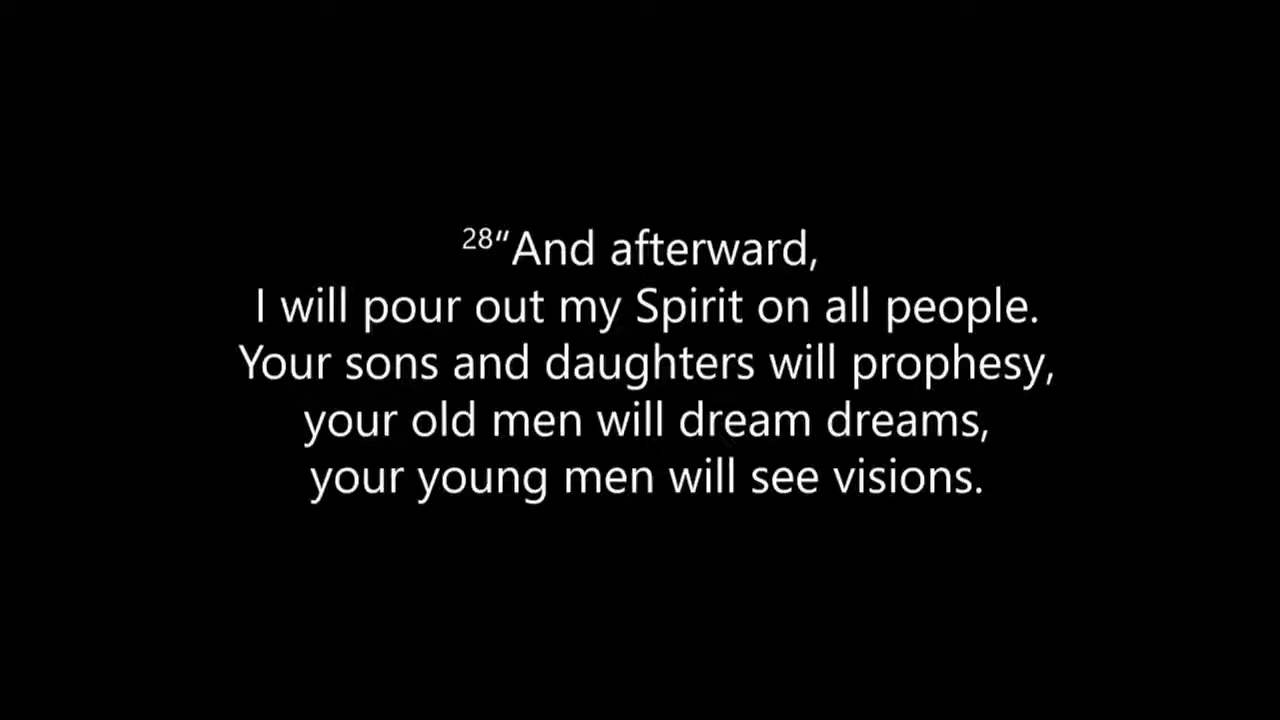 28“And afterward,
I will pour out my Spirit on all people.
Your sons and daughters will prophesy,
your old men will dream dreams,
your young men will see visions.